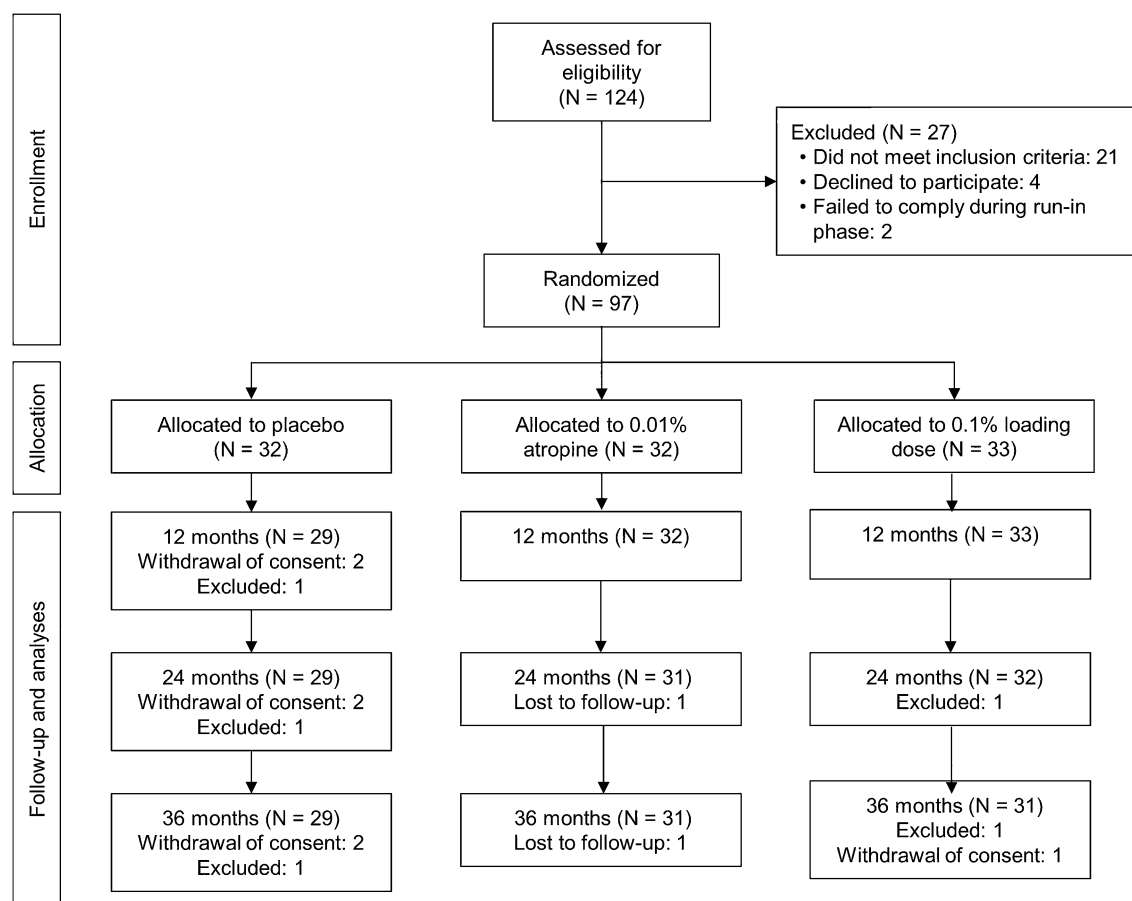 Enrollment
Assessed for
eligibility
(N = 124)
Excluded (N = 27)
• Did not meet inclusion criteria: 21
• Declined to participate: 4
• Failed to comply during run-in
phase: 2
Randomized
(N = 97)
Allocation
Allocated to placebo
(N = 32)
Allocated to 0.01%
atropine (N = 32)
Allocated to 0.1% loading
dose (N = 33)
Follow-up and analyses
12 months (N = 29)
Withdrawal of consent: 2
Excluded: 1
12 months (N = 32)
12 months (N = 33)
24 months (N = 29)
Withdrawal of consent: 2
Excluded: 1
24 months (N = 31)
Lost to follow-up: 1
24 months (N = 32)
Excluded: 1
36 months (N = 29)
Withdrawal of consent: 2
Excluded: 1
36 months (N = 31)
Lost to follow-up: 1
36 months (N = 31)
Excluded: 1
Withdrawal of consent: 1